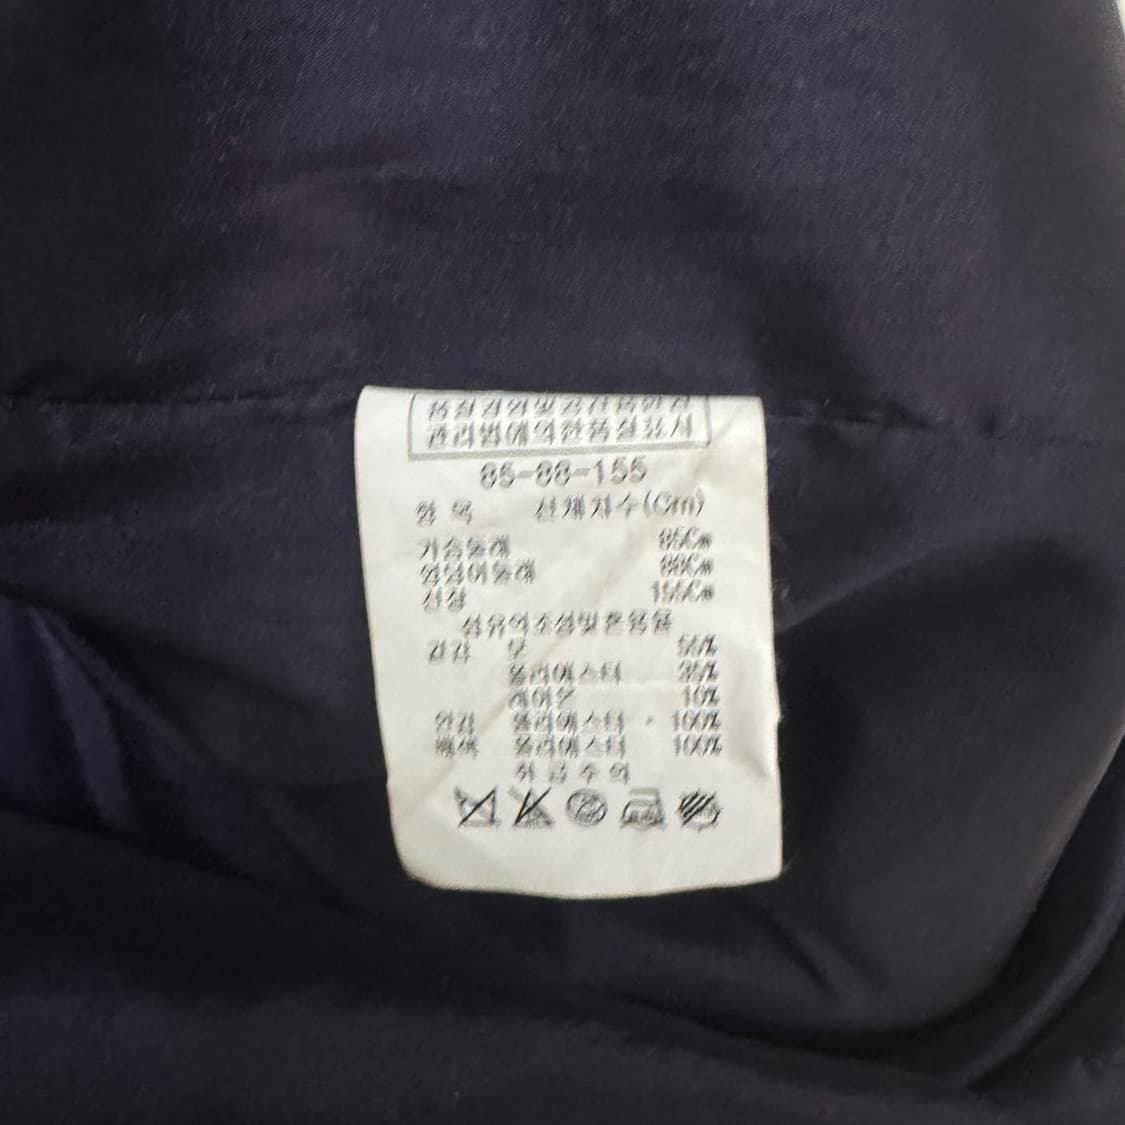 품질경영및공산품안전
관리법에의한품질표시
85-88-155
항 목 신체치수(Cm)
가슴둘레 85Cm
엉덩이둘레 88Cm
신장 155Cm
섬유의조성및혼용율
겉감 모 55%
폴리에스터 35%
레이온 10%
안감 폴리에스터 100%
배색 폴리에스터 100%
취급주의